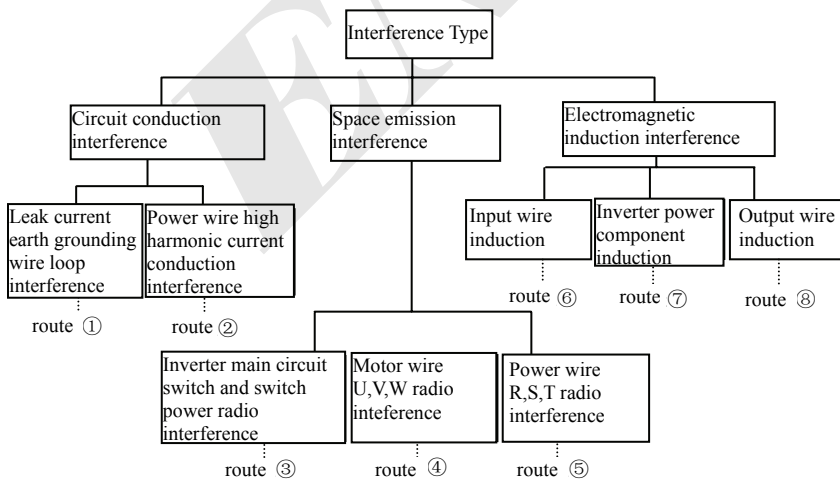 Interference Type
Circuit conduction
interference
Space emission
interference
Electromagnetic
induction interference
Leak current
earth grounding
wire loop
interference
Power wire high
harmonic current
conduction
interference
Input wire
induction
Inverter power
component
induction
Output wire
induction
route ①
route ②
route ⑥
route ⑦
route ⑧
Inverter main circuit
switch and switch
power radio
interference
Motor wire
U,V,W radio
inteference
Power wire
R,S,T radio
interference
route ③
route ④
route ⑤